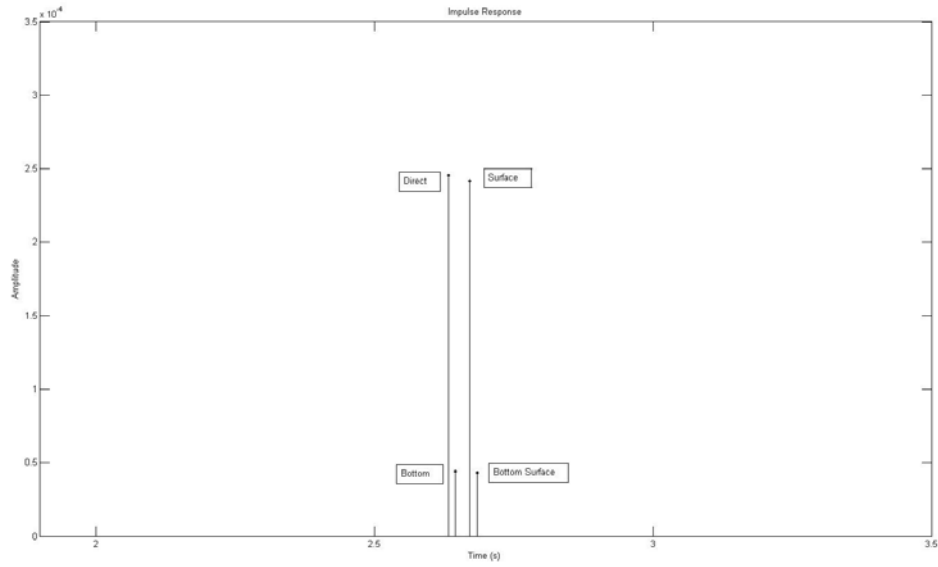 Impulse Response
x 10⁻⁴
3.5
3
2.5
2
1.5
1
0.5
0
Amplitude
Direct
Surface
Bottom
Bottom Surface
2
2.5
3
3.5
Time (s)